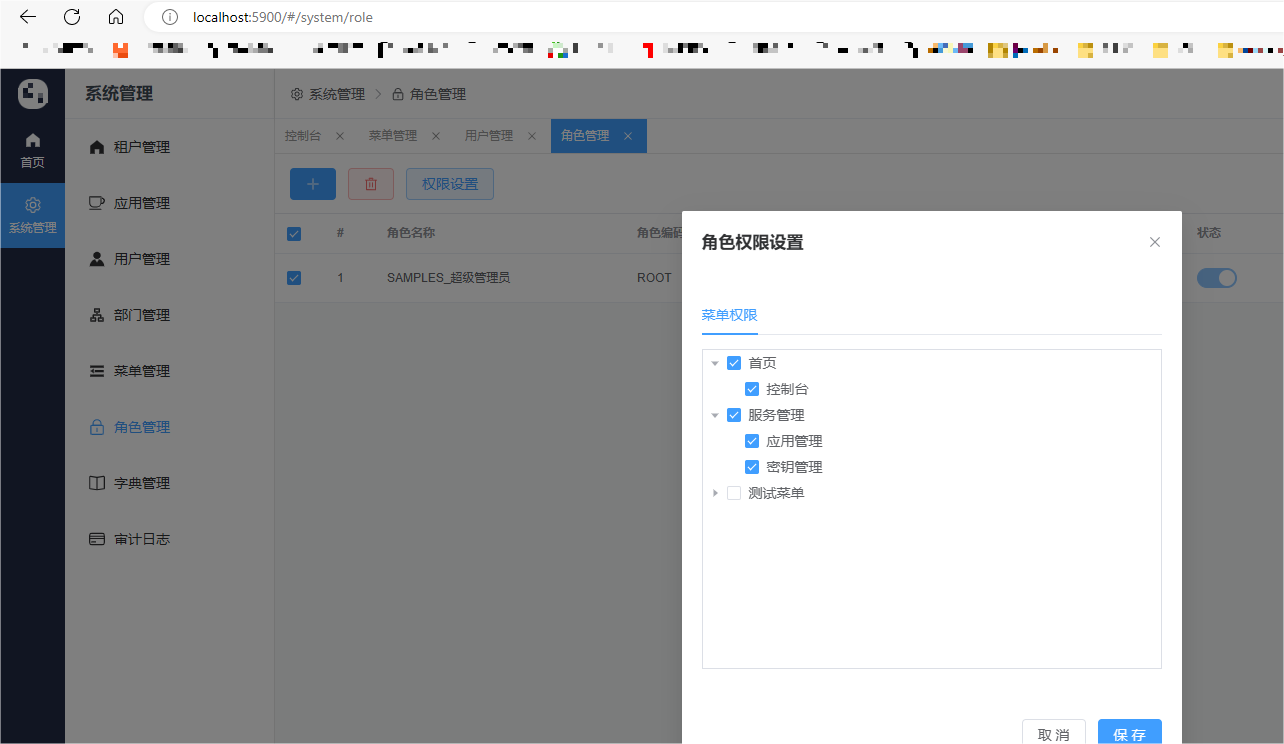 localhost:5900/#/system/role
首页
系统管理
系统管理
租户管理
应用管理
用户管理
部门管理
菜单管理
角色管理
字典管理
审计日志
系统管理 > 角色管理
控制台 × 菜单管理 × 用户管理 × 角色管理 ×
权限设置
# 角色名称 角色编码 状态
1 SAMPLES_超级管理员 ROOT
角色权限设置
菜单权限
首页
控制台
服务管理
应用管理
密钥管理
测试菜单
取消 保存